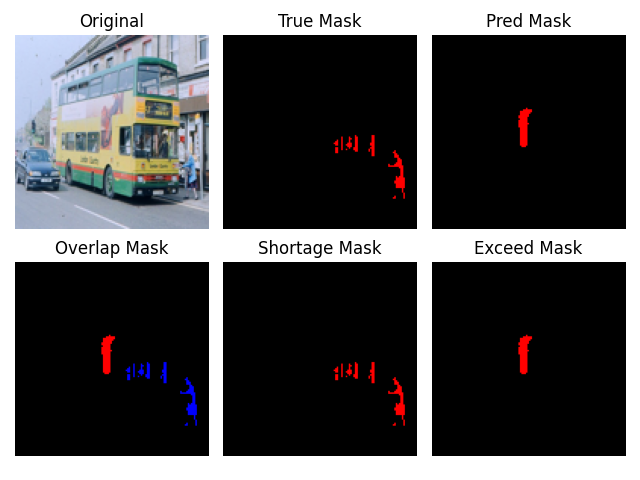 Original
True Mask
Pred Mask
Overlap Mask
Shortage Mask
Exceed Mask